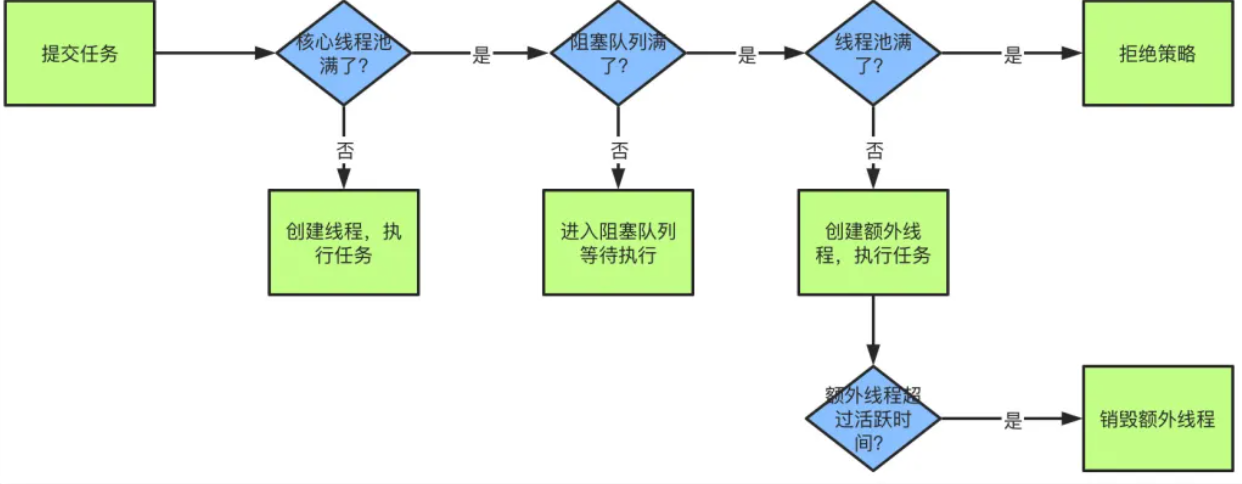 提交任务
核心线程池
满了？
是
阻塞队列满
了？
是
线程池满
了？
是
拒绝策略
否
否
否
创建线程，执
行任务
进入阻塞队列
等待执行
创建额外线
程，执行任务
额外线程超
过活跃时
间？
是
销毁额外线程